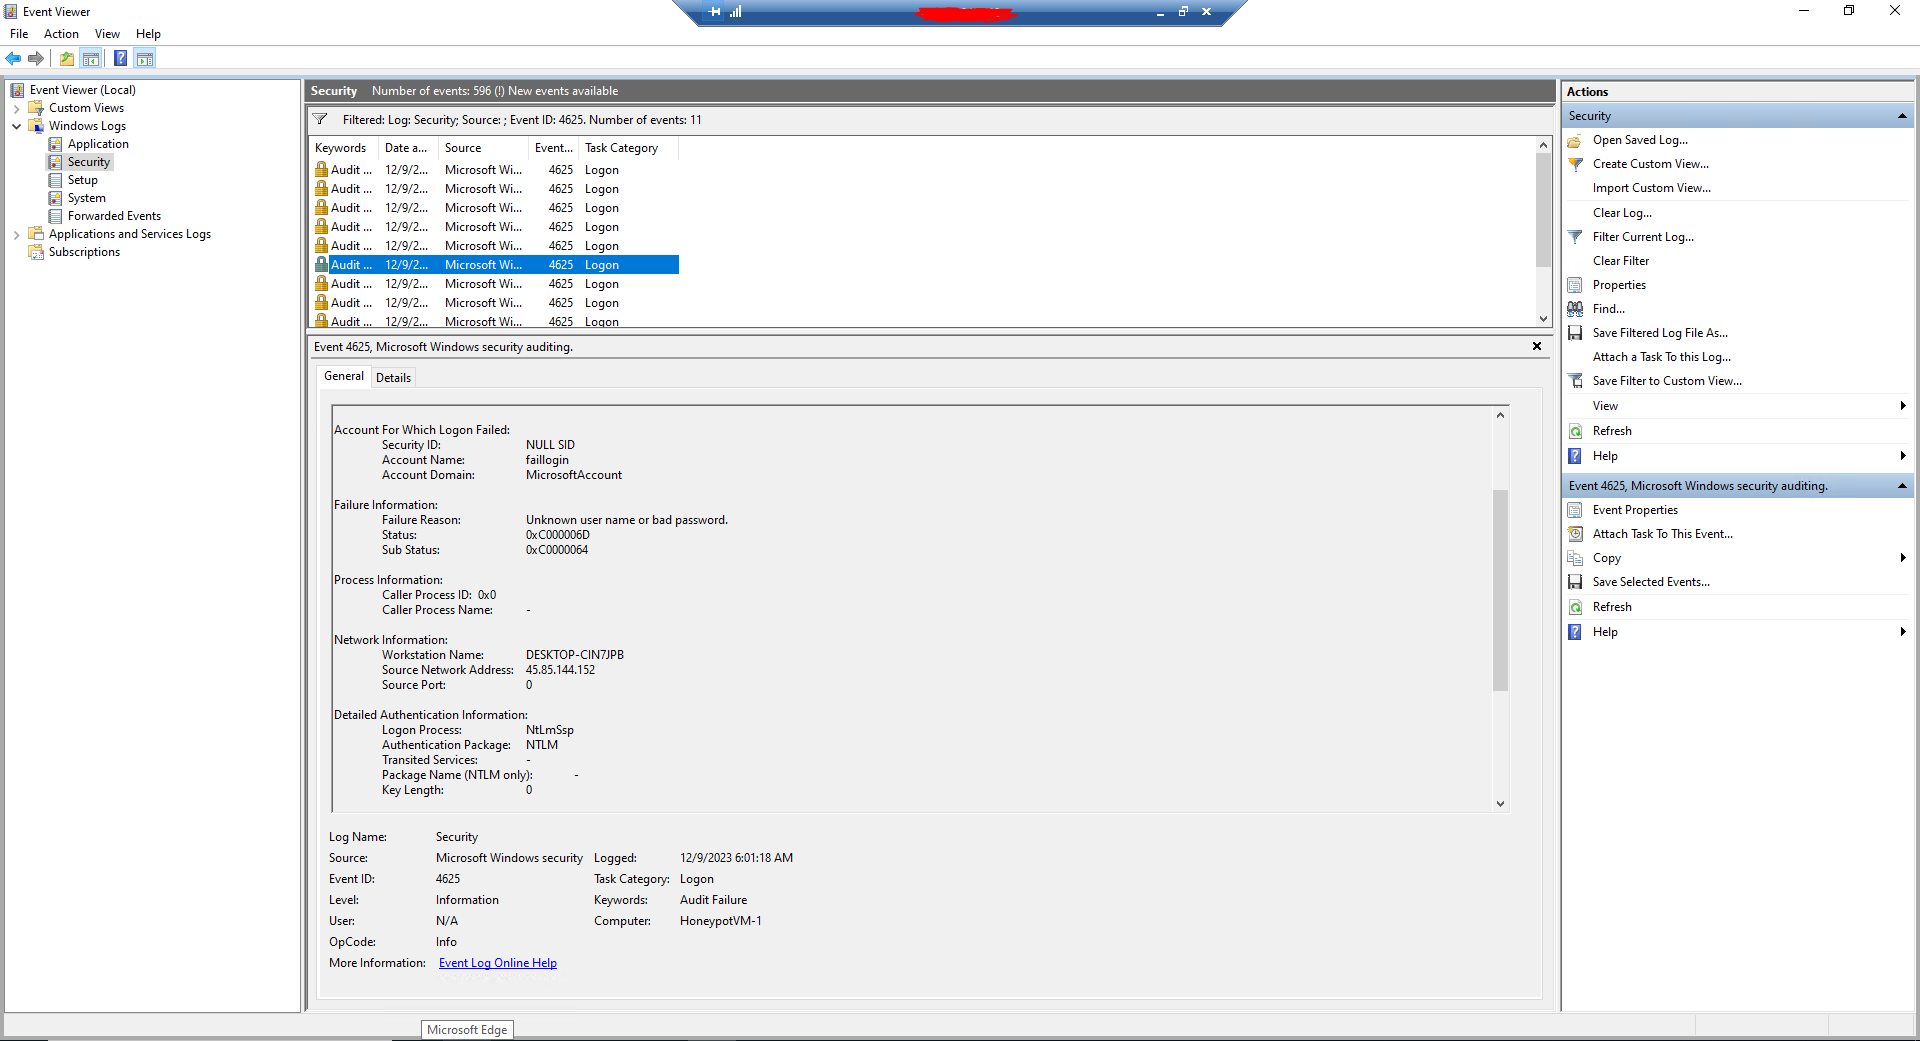 Event Viewer
File Action View Help
Event Viewer (Local)
Custom Views
Windows Logs
Application
Security
Setup
System
Forwarded Events
Applications and Services Logs
Subscriptions
Security Number of events: 596 (!) New events available
Filtered: Log: Security; Source: ; Event ID: 4625. Number of events: 11
Keywords Date a... Source Event... Task Category
Audit ... 12/9/2... Microsoft Wi... 4625 Logon
Audit ... 12/9/2... Microsoft Wi... 4625 Logon
Audit ... 12/9/2... Microsoft Wi... 4625 Logon
Audit ... 12/9/2... Microsoft Wi... 4625 Logon
Audit ... 12/9/2... Microsoft Wi... 4625 Logon
Audit ... 12/9/2... Microsoft Wi... 4625 Logon
Audit ... 12/9/2... Microsoft Wi... 4625 Logon
Audit ... 12/9/2... Microsoft Wi... 4625 Logon
Audit ... 12/9/2... Microsoft Wi... 4625 Logon
Event 4625, Microsoft Windows security auditing.
General Details
Account For Which Logon Failed:
Security ID: NULL SID
Account Name: faillogin
Account Domain: MicrosoftAccount
Failure Information:
Failure Reason: Unknown user name or bad password.
Status: 0xC000006D
Sub Status: 0xC0000064
Process Information:
Caller Process ID: 0x0
Caller Process Name: -
Network Information:
Workstation Name: DESKTOP-CIN7JPB
Source Network Address: 45.85.144.152
Source Port: 0
Detailed Authentication Information:
Logon Process: NtLmSsp
Authentication Package: NTLM
Transited Services: -
Package Name (NTLM only): -
Key Length: 0
Log Name: Security
Source: Microsoft Windows security Logged: 12/9/2023 6:01:18 AM
Event ID: 4625 Task Category: Logon
Level: Information Keywords: Audit Failure
User: N/A Computer: HoneypotVM-1
OpCode: Info
More Information: Event Log Online Help
Microsoft Edge
Actions
Security
Open Saved Log...
Create Custom View...
Import Custom View...
Clear Log...
Filter Current Log...
Clear Filter
Properties
Find...
Save Filtered Log File As...
Attach a Task To this Log...
Save Filter to Custom View...
View
Refresh
Help
Event 4625, Microsoft Windows security auditing.
Event Properties
Attach Task To This Event...
Copy
Save Selected Events...
Refresh
Help